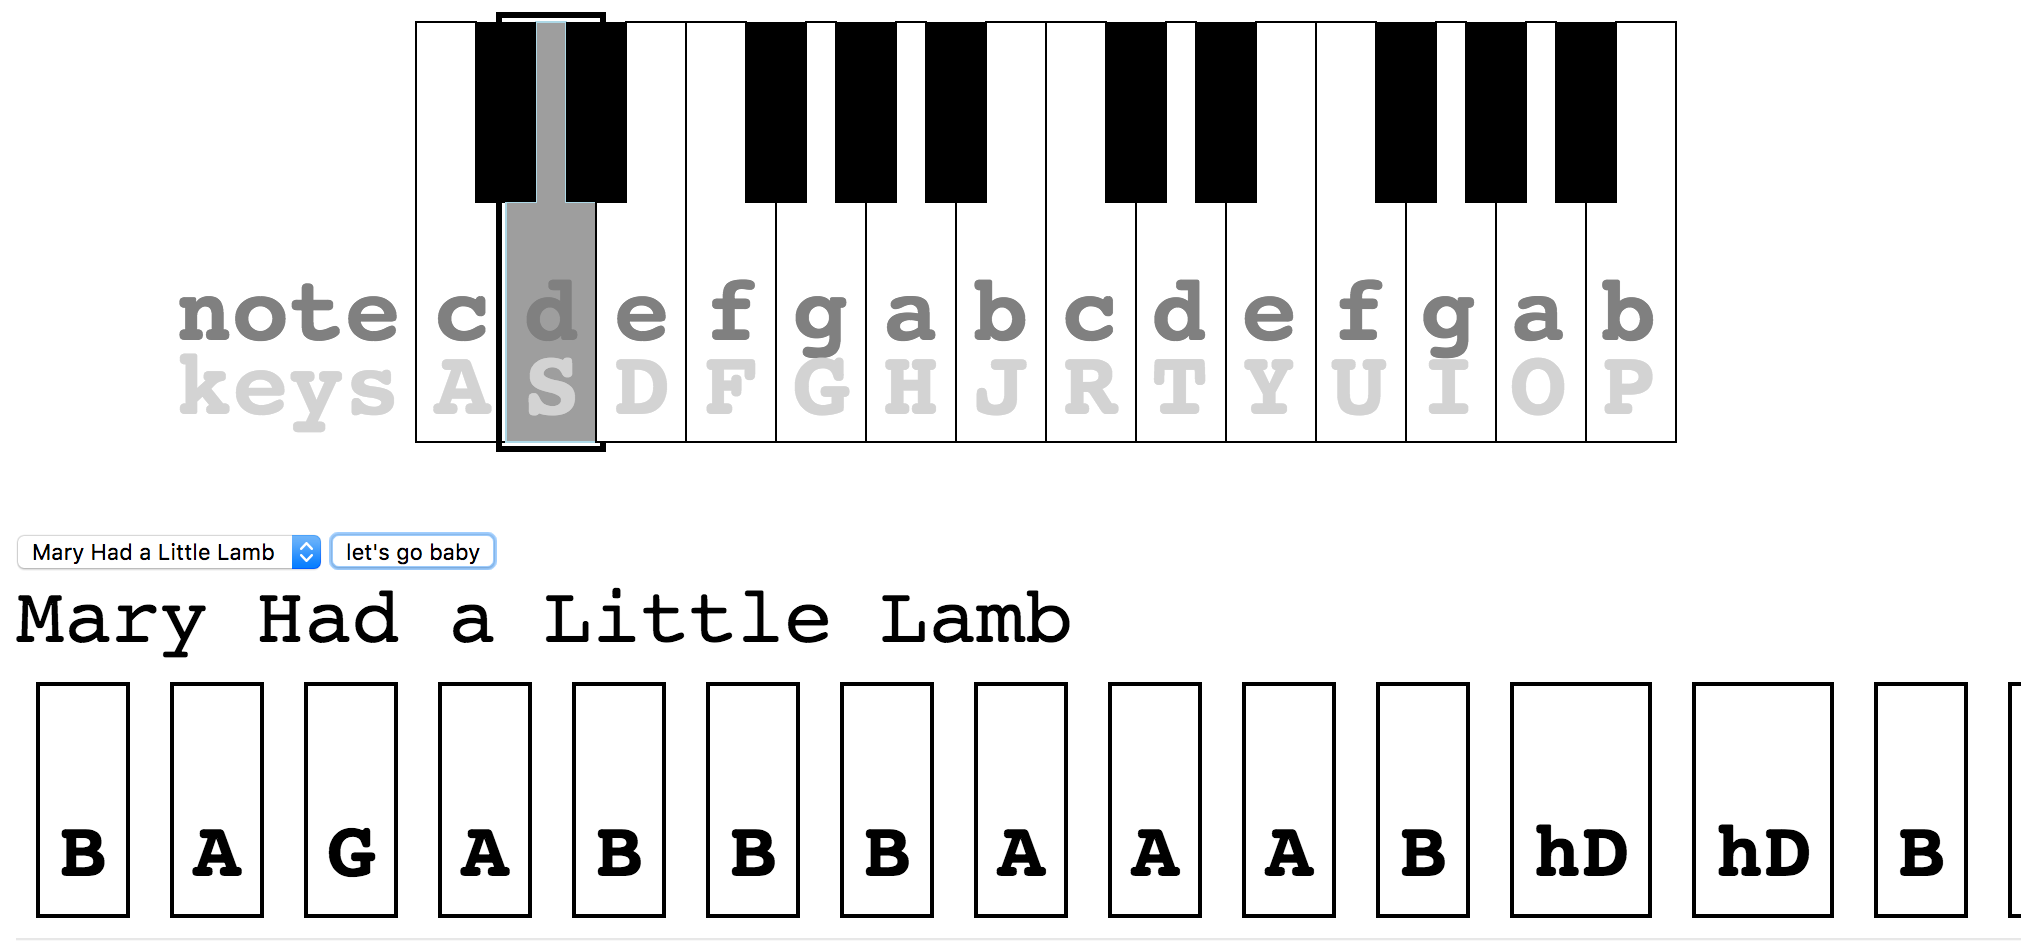 note c d e f g a b c d e f g a b
keys A S D F G H J R T Y U I O P
Mary Had a Little Lamb let's go baby
Mary Had a Little Lamb
B A G A B B B A A A B hD hD B